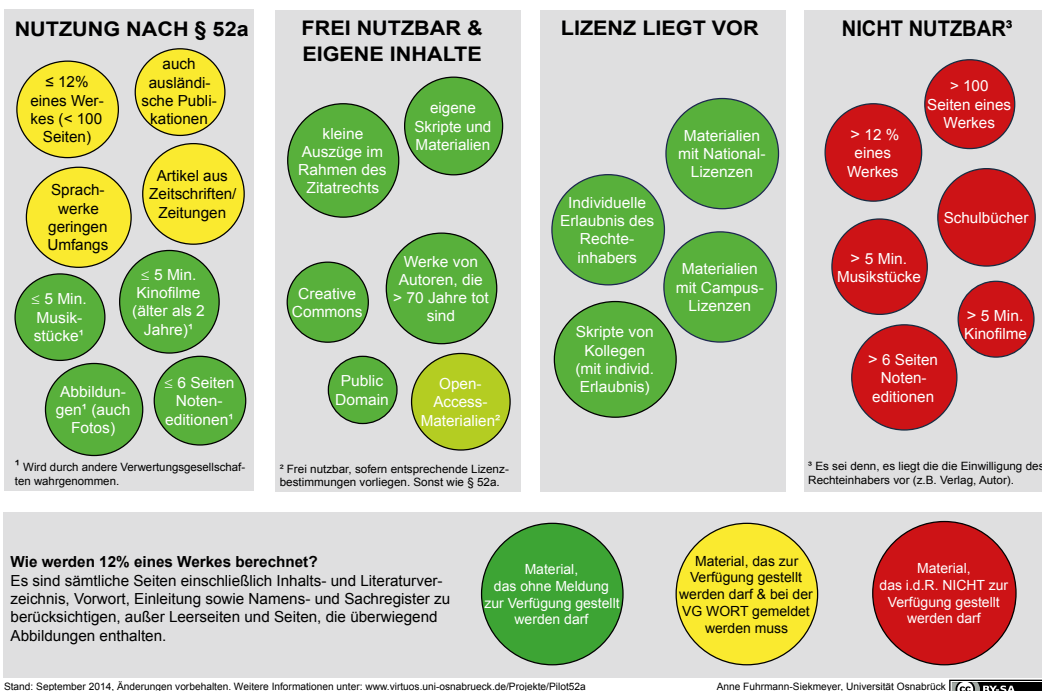 NUTZUNG NACH § 52a
≤ 12%
eines Wer-
kes (< 100
Seiten)
auch
ausländi-
sche Publi-
kationen
Sprach-
werke
geringen
Umfangs
Artikel aus
Zeitschriften/
Zeitungen
≤ 5 Min.
Musik-
stücke¹
≤ 5 Min.
Kinofilme
(älter als 2
Jahre)¹
Abbildun-
gen¹ (auch
Fotos)
≤ 6 Seiten
Noten-
editionen¹
¹ Wird durch andere Verwertungsgesellschaf-
ten wahrgenommen.
FREI NUTZBAR &
EIGENE INHALTE
kleine
Auszüge im
Rahmen des
Zitatrechts
eigene
Skripte und
Materialien
Creative
Commons
Werke von
Autoren, die
> 70 Jahre tot
sind
Public
Domain
Open-
Access-
Materialien²
² Frei nutzbar, sofern entsprechende Lizenz-
bestimmungen vorliegen. Sonst wie § 52a.
LIZENZ LIEGT VOR
Materialien
mit National-
Lizenzen
Individuelle
Erlaubnis des
Rechte-
inhabers
Materialien
mit Campus-
Lizenzen
Skripte von
Kollegen
(mit individ.
Erlaubnis)
NICHT NUTZBAR³
> 100
Seiten eines
Werkes
> 12 %
eines
Werkes
Schulbücher
> 5 Min.
Musikstücke
> 5 Min.
Kinofilme
> 6 Seiten
Noten-
editionen
³ Es sei denn, es liegt die die Einwilligung des
Rechteinhabers vor (z.B. Verlag, Autor).
Wie werden 12% eines Werkes berechnet?
Es sind sämtliche Seiten einschließlich Inhalts- und Literaturver-
zeichnis, Vorwort, Einleitung sowie Namens- und Sachregister zu
berücksichtigen, außer Leerseiten und Seiten, die überwiegend
Abbildungen enthalten.
Material,
das ohne Meldung
zur Verfügung gestellt
werden darf
Material, das zur
Verfügung gestellt
werden darf & bei der
VG WORT gemeldet
werden muss
Material,
das i.d.R. NICHT zur
Verfügung gestellt
werden darf
Stand: September 2014, Änderungen vorbehalten. Weitere Informationen unter: www.virtuos.uni-osnabrueck.de/Projekte/Pilot52a
Anne Fuhrmann-Siekmeyer, Universität Osnabrück
cc BY-SA